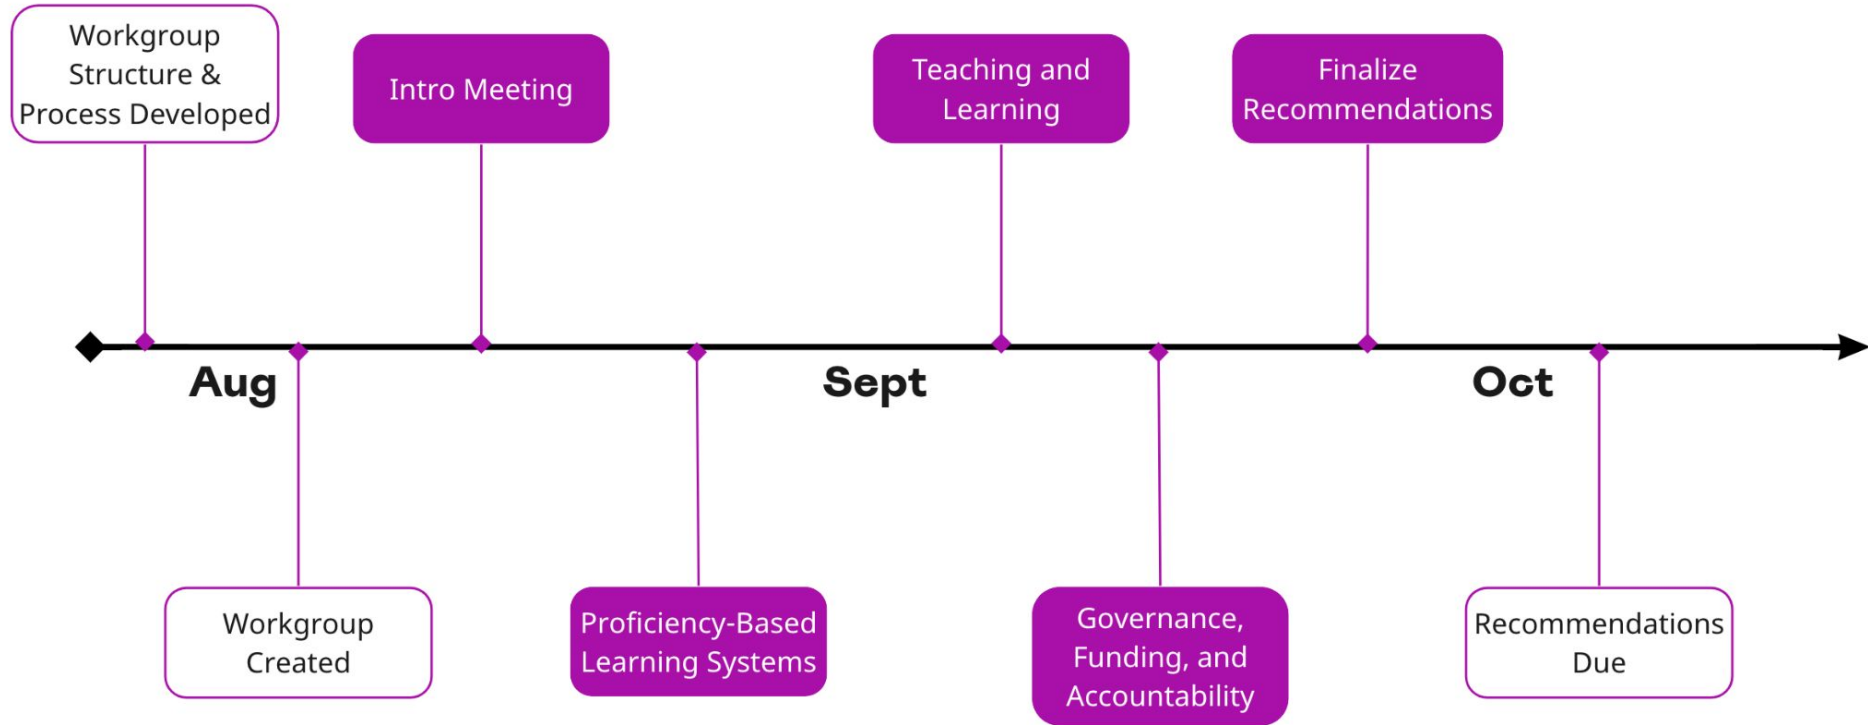 Workgroup
Structure &
Process Developed
Intro Meeting
Teaching and
Learning
Finalize
Recommendations
Aug
Sept
Oct
Workgroup
Created
Proficiency-Based
Learning Systems
Governance,
Funding, and
Accountability
Recommendations
Due